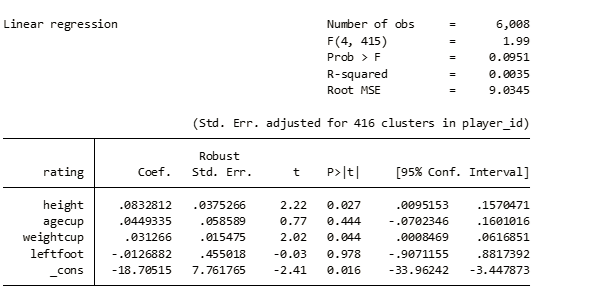 Linear regression Number of obs = 6,008
F(4, 415) = 1.99
Prob > F = 0.0951
R-squared = 0.0035
Root MSE = 9.0345
(Std. Err. adjusted for 416 clusters in player_id)
Robust
rating Coef. Std. Err. t P>|t| [95% Conf. Interval]
height .0832812 .0375266 2.22 0.027 .0095153 .1570471
agecup .0449335 .058589 0.77 0.444 -.0702346 .1601016
weightcup .031266 .015475 2.02 0.044 .0008469 .0616851
leftfoot -.0126882 .455018 -0.03 0.978 -.9071155 .8817392
_cons -18.70515 7.761765 -2.41 0.016 -33.96242 -3.447873